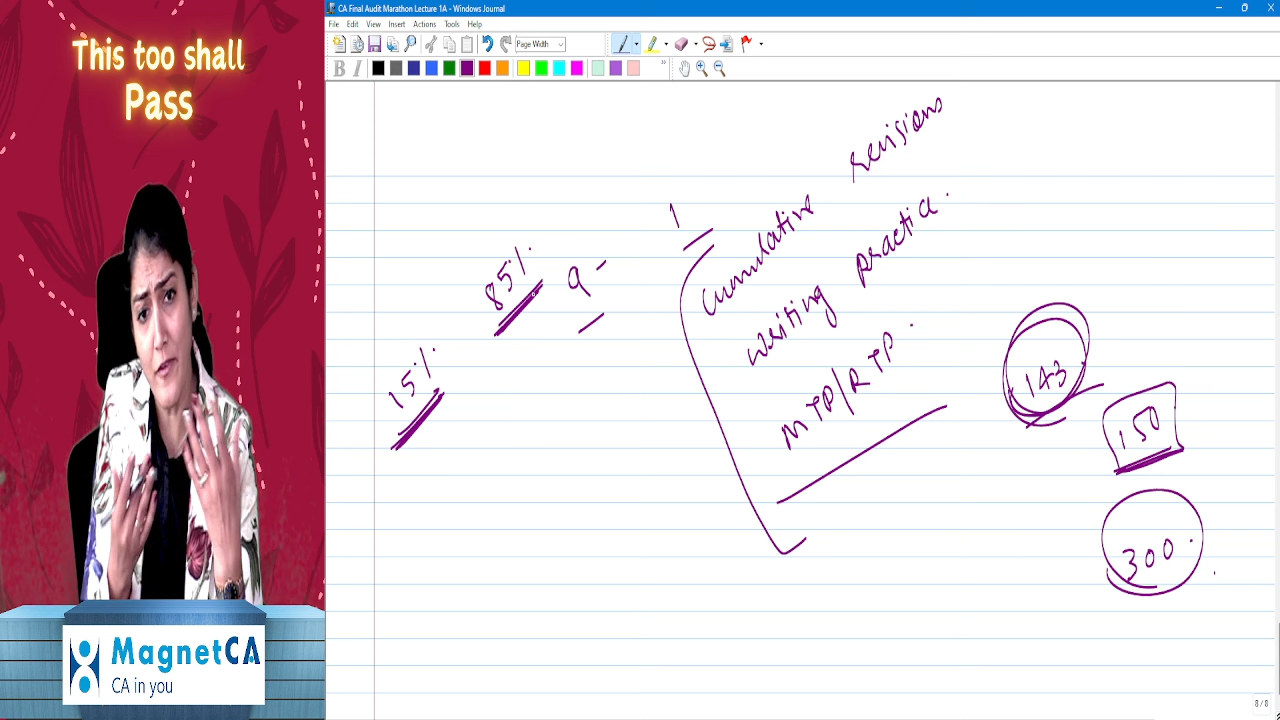 This too shall
Pass
MagnetCA
CA in you
CA Final Audit Marathon Lecture 1A - Windows Journal
File Edit View Insert Actions Tools Help
Page Width
B I
1
Cumulative revisions
writing practice.
MTP/RTP.
85%
15%
143
150
300.
8 / 8